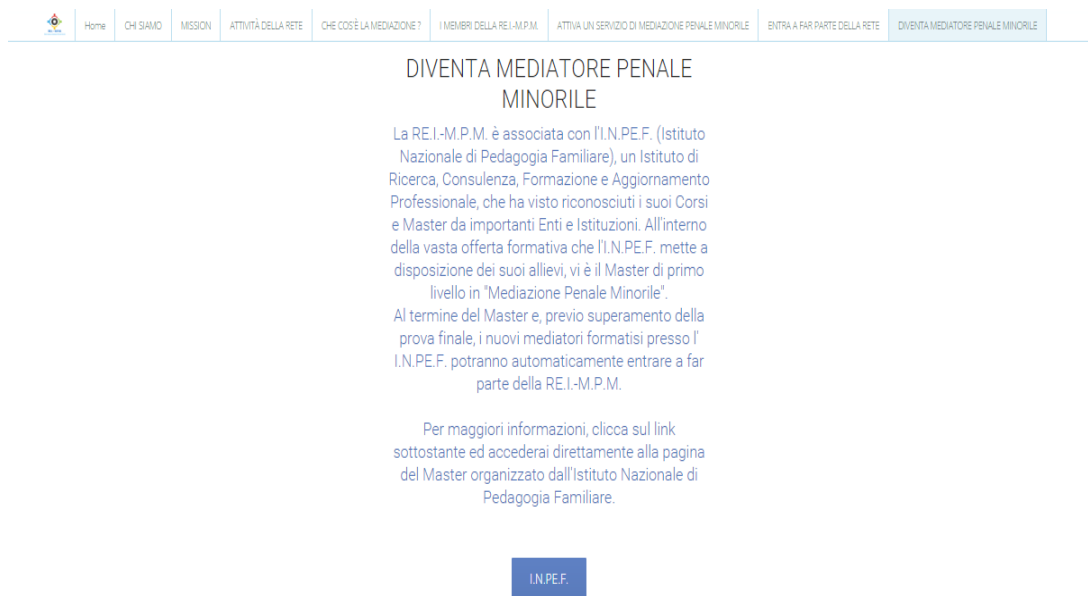 Home
CHI SIAMO
MISSION
ATTIVITÀ DELLA RETE
CHE COS'È LA MEDIAZIONE ?
I MEMBRI DELLA RE.I.-M.P.M.
ATTIVA UN SERVIZIO DI MEDIAZIONE PENALE MINORILE
ENTRA A FAR PARTE DELLA RETE
DIVENTA MEDIATORE PENALE MINORILE
DIVENTA MEDIATORE PENALE
MINORILE
La RE.I.-M.P.M. è associata con l'I.N.PE.F. (Istituto
Nazionale di Pedagogia Familiare), un Istituto di
Ricerca, Consulenza, Formazione e Aggiornamento
Professionale, che ha visto riconosciuti i suoi Corsi
e Master da importanti Enti e Istituzioni. All'interno
della vasta offerta formativa che l'I.N.PE.F. mette a
disposizione dei suoi allievi, vi è il Master di primo
livello in "Mediazione Penale Minorile".
Al termine del Master e, previo superamento della
prova finale, i nuovi mediatori formatisi presso l'
I.N.PE.F. potranno automaticamente entrare a far
parte della RE.I.-M.P.M.
Per maggiori informazioni, clicca sul link
sottostante ed accederai direttamente alla pagina
del Master organizzato dall'Istituto Nazionale di
Pedagogia Familiare.
I.N.PE.F.